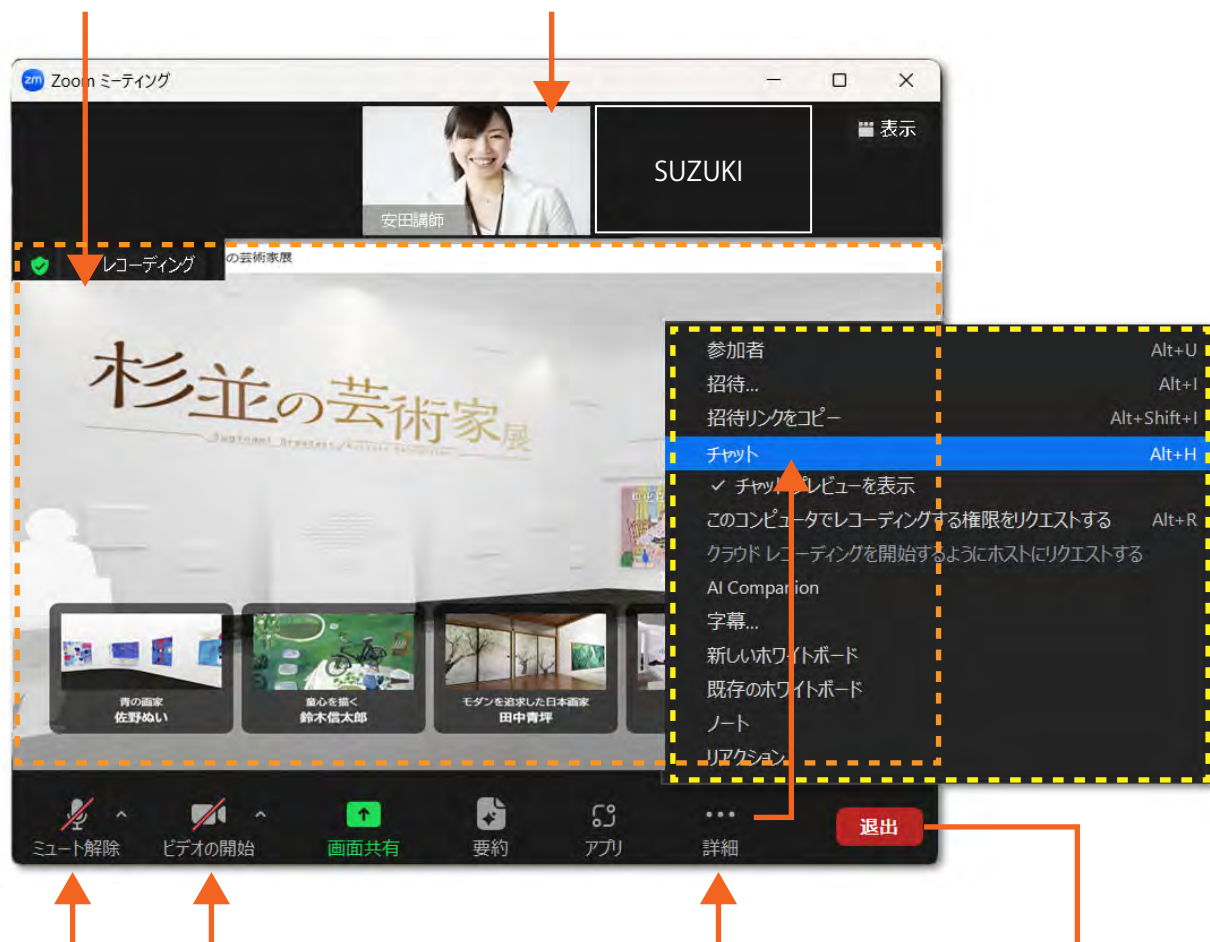 zm Zoom ミーティング
表示
安田講師
SUZUKI
レコーディング
の芸術家展
杉並の芸術家展
参加者 Alt+U
招待... Alt+I
招待リンクをコピー Alt+Shift+I
チャット Alt+H
✓ チャットプレビューを表示
このコンピュータでレコーディングする権限をリクエストする Alt+R
クラウド レコーディングを開始するようにホストにリクエストする
AI Companion
字幕...
新しいホワイトボード
既存のホワイトボード
ノート
リアクション
青の画家
佐野ぬい
童心を描く
鈴木信太郎
モダンを追求した日本画家
田中青坪
ミュート解除
ビデオの開始
画面共有
要約
アプリ
詳細
退出